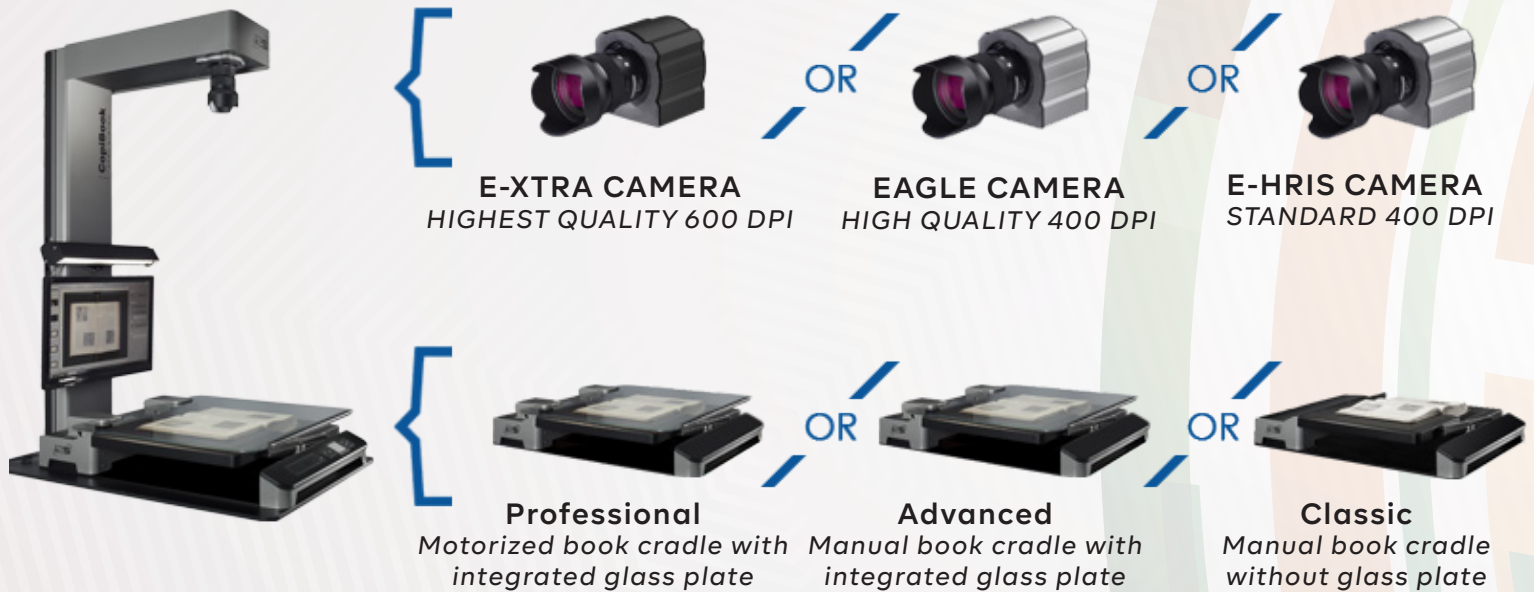 CopiBook
OR
OR
E-XTRA CAMERA
HIGHEST QUALITY 600 DPI
EAGLE CAMERA
HIGH QUALITY 400 DPI
E-HRIS CAMERA
STANDARD 400 DPI
OR
OR
Professional
Motorized book cradle with
integrated glass plate
Advanced
Manual book cradle with
integrated glass plate
Classic
Manual book cradle
without glass plate